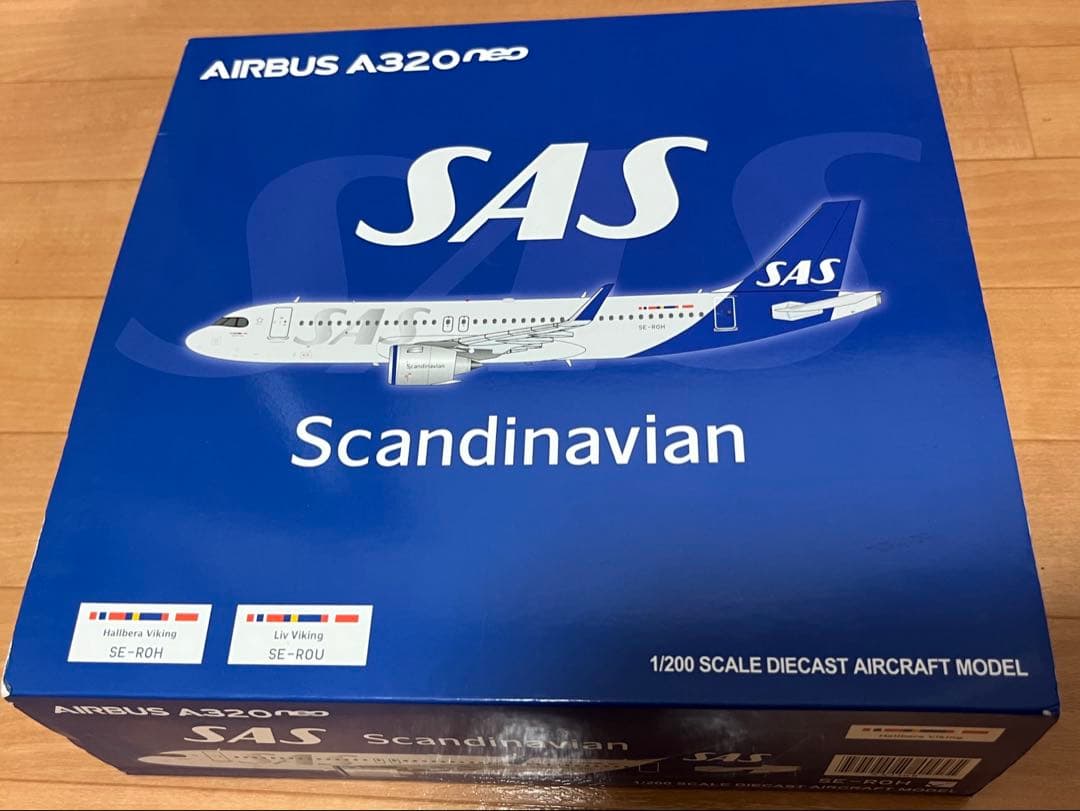 AIRBUS A320neo
SAS
SAS
SAS
SE-ROH
Scandinavian
Scandinavian
Hallbera Viking
SE-ROH
Liv Viking
SE-ROU
1/200 SCALE DIECAST AIRCRAFT MODEL
AIRBUS A320neo
SAS Scandinavian
SAS
Hallbera Viking
SE-ROH
1/200 SCALE DIECAST AIRCRAFT MODEL